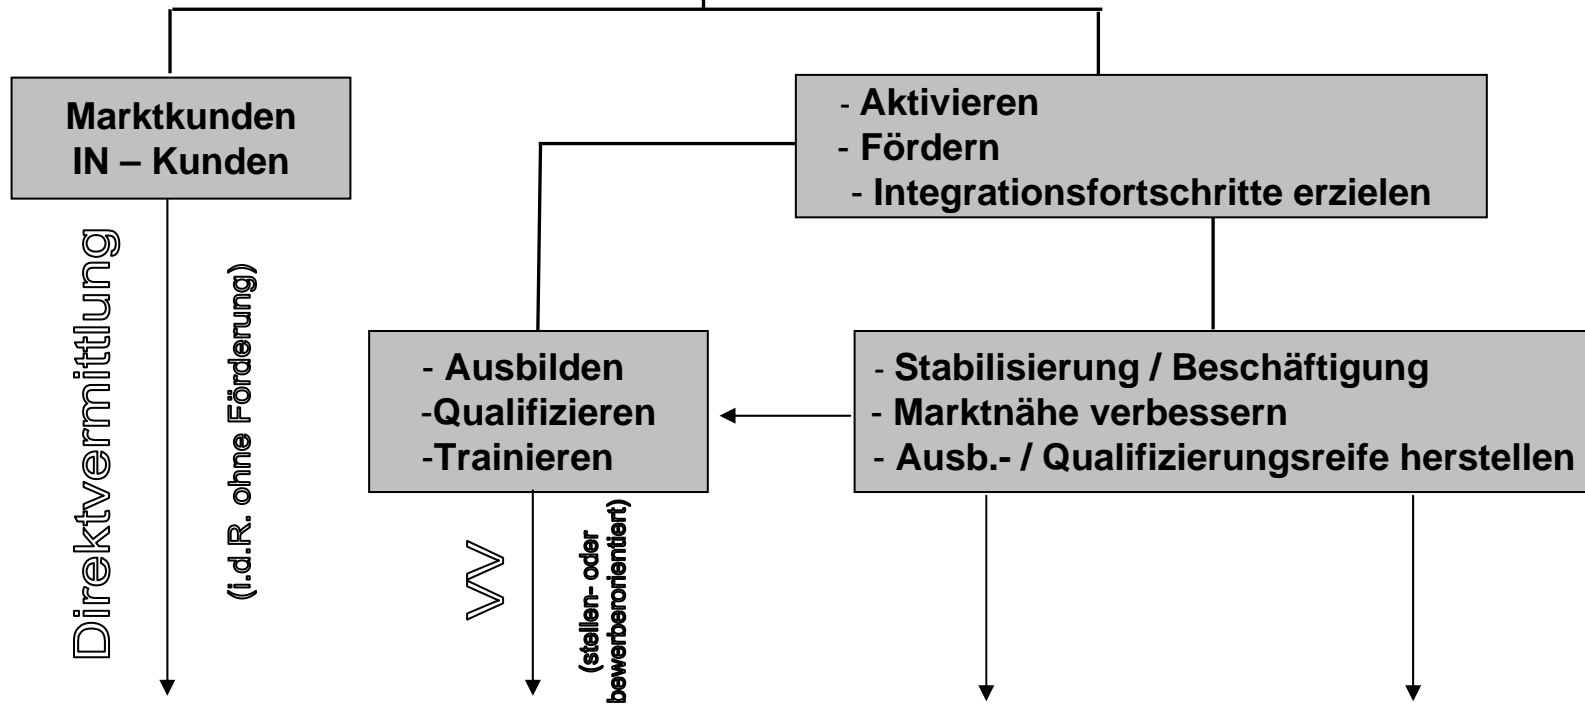 Marktkunden
IN – Kunden
- Aktivieren
- Fördern
- Integrationsfortschritte erzielen
Direktvermittlung
(i.d.R. ohne Förderung)
- Ausbilden
-Qualifizieren
-Trainieren
- Stabilisierung / Beschäftigung
- Marktnähe verbessern
- Ausb.- / Qualifizierungsreife herstellen
VV
(stellen- oder
bewerberorientiert)